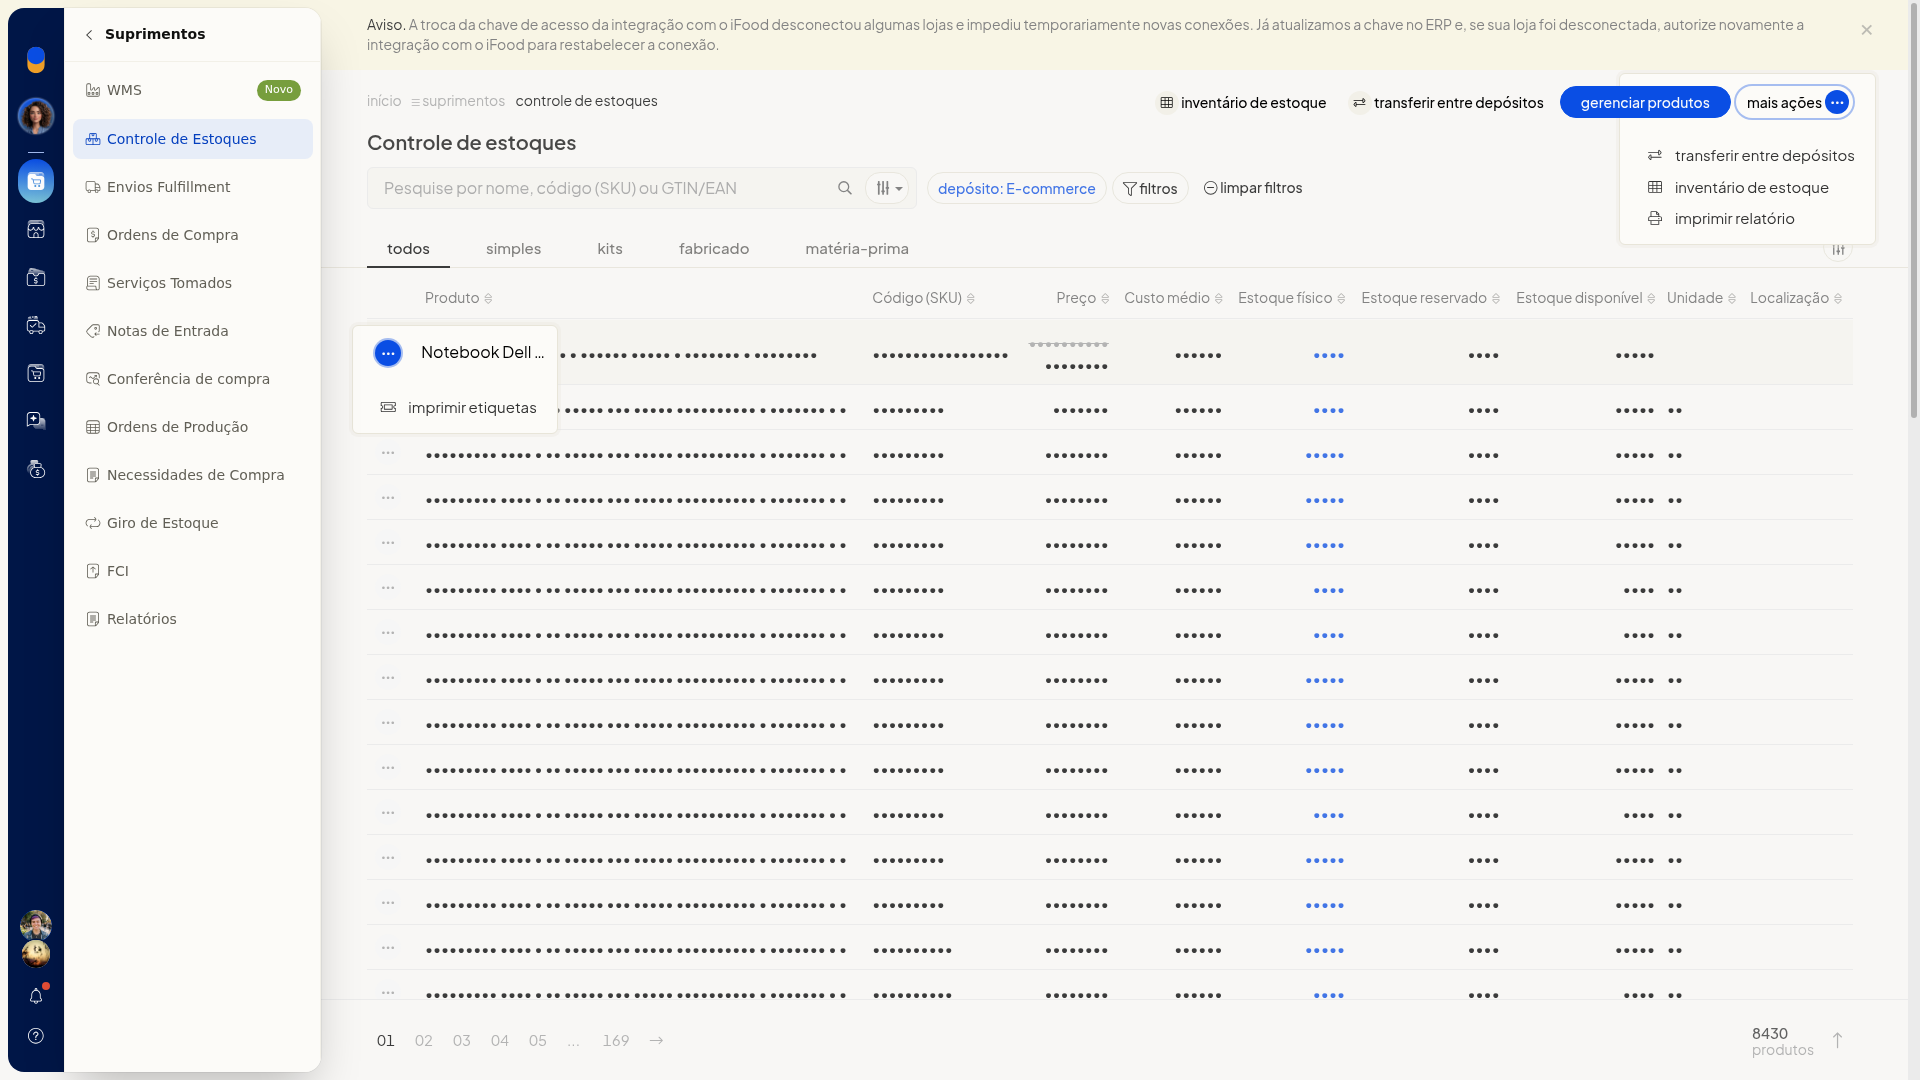 Suprimentos
WMS
Novo
Controle de Estoques
Envios Fulfillment
Ordens de Compra
Serviços Tomados
Notas de Entrada
Conferência de compra
Ordens de Produção
Necessidades de Compra
Giro de Estoque
FCI
Relatórios
Aviso. A troca da chave de acesso da integração com o iFood desconectou algumas lojas e impediu temporariamente novas conexões. Já atualizamos a chave no ERP e, se sua loja foi desconectada, autorize novamente a
integração com o iFood para restabelecer a conexão.
início suprimentos controle de estoques
inventário de estoque
transferir entre depósitos
gerenciar produtos
mais ações
transferir entre depósitos
inventário de estoque
imprimir relatório
Controle de estoques
Pesquise por nome, código (SKU) ou GTIN/EAN
depósito: E-commerce
filtros
limpar filtros
todos simples kits fabricado matéria-prima
Produto Código (SKU) Preço Custo médio Estoque físico Estoque reservado Estoque disponível Unidade Localização
Notebook Dell ...
imprimir etiquetas
01 02 03 04 05 ... 169 →
8430
produtos